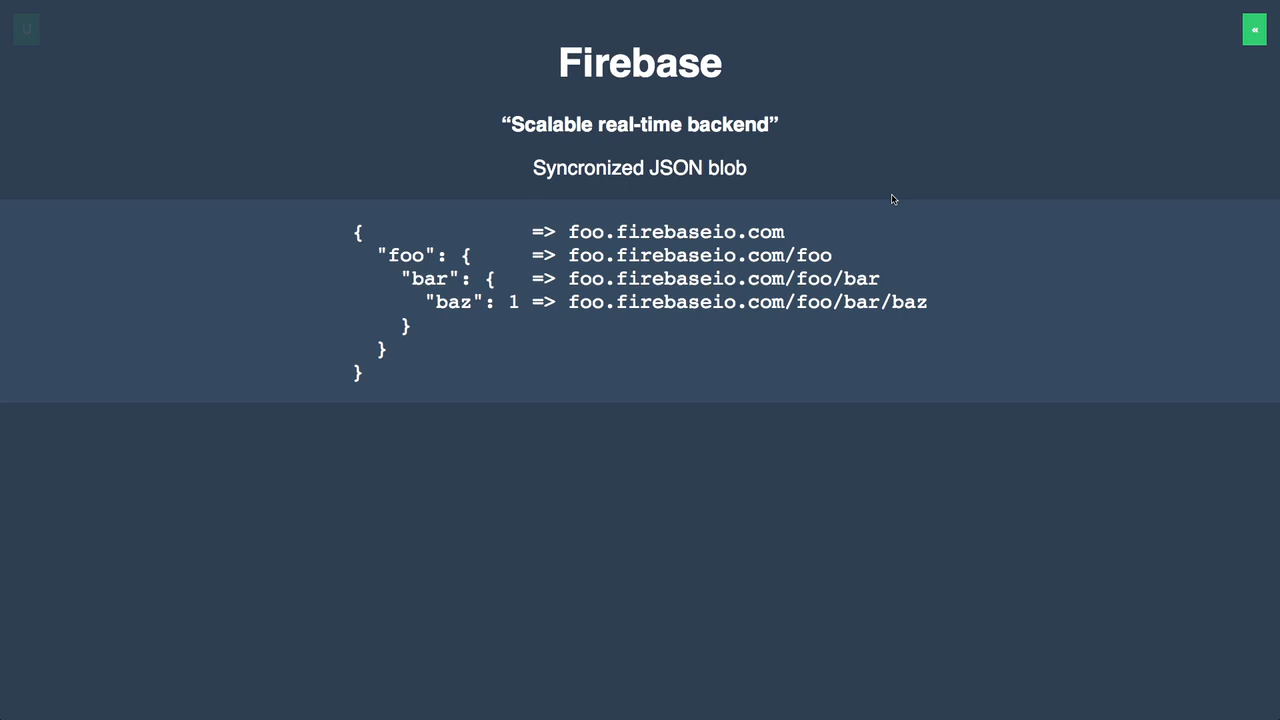 U
«
Firebase
“Scalable real-time backend”
Syncronized JSON blob
{              => foo.firebaseio.com
  "foo": {     => foo.firebaseio.com/foo
    "bar": {   => foo.firebaseio.com/foo/bar
      "baz": 1 => foo.firebaseio.com/foo/bar/baz
    }
  }
}